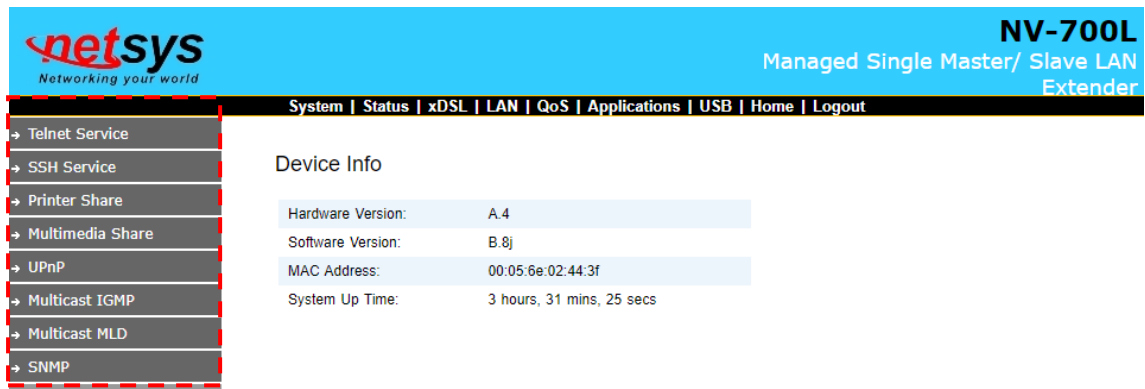 netsys
Networking your world
NV-700L
Managed Single Master/ Slave LAN
Extender
System | Status | xDSL | LAN | QoS | Applications | USB | Home | Logout
Telnet Service
SSH Service
Printer Share
Multimedia Share
UPnP
Multicast IGMP
Multicast MLD
SNMP
Device Info
Hardware Version: A.4
Software Version: B.8j
MAC Address: 00:05:6e:02:44:3f
System Up Time: 3 hours, 31 mins, 25 secs